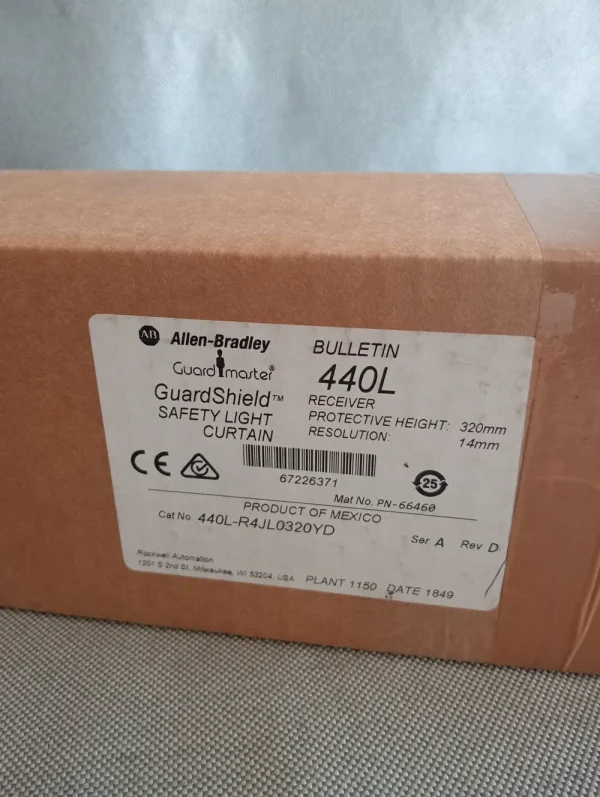 AB Allen-Bradley
Guardmaster®
GuardShield™
SAFETY LIGHT
CURTAIN
BULLETIN
440L
RECEIVER
PROTECTIVE HEIGHT: 320mm
RESOLUTION: 14mm
CE
67226371
25
Mat No. PN-66460
PRODUCT OF MEXICO
Cat No 440L-R4JL0320YD
Ser A Rev D
Rockwell Automation
1201 S 2nd St. Milwaukee, WI 53204 USA PLANT 1150 DATE 1849